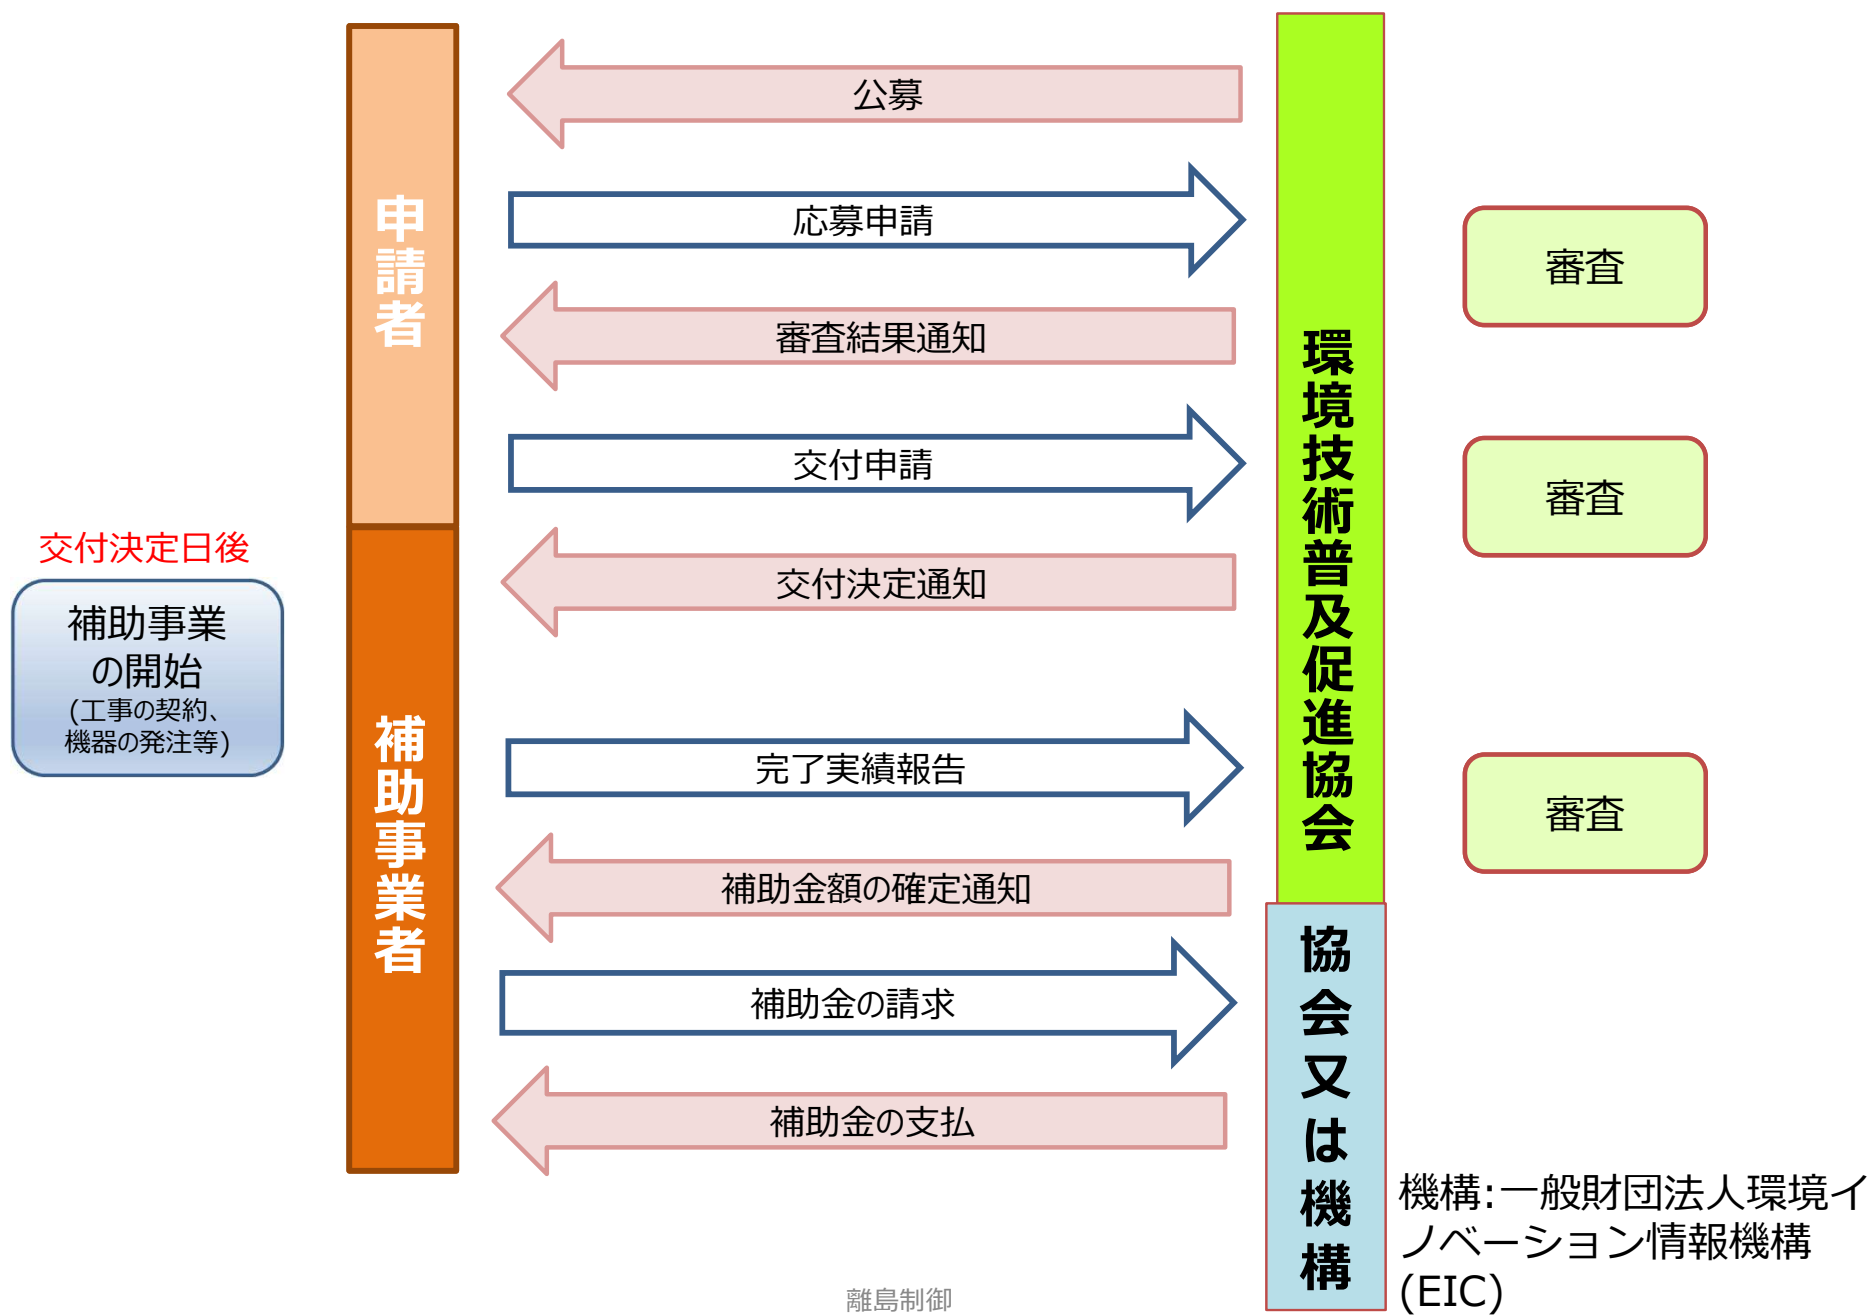 公募
応募申請
審査
審査結果通知
申請者
交付申請
審査
環境技術普及促進協会
交付決定日後
補助事業
の開始
(工事の契約、
機器の発注等)
交付決定通知
補助事業者
完了実績報告
審査
補助金額の確定通知
補助金の請求
補助金の支払
協会又は機構
機構:一般財団法人環境イ
ノベーション情報機構
(EIC)
離島制御